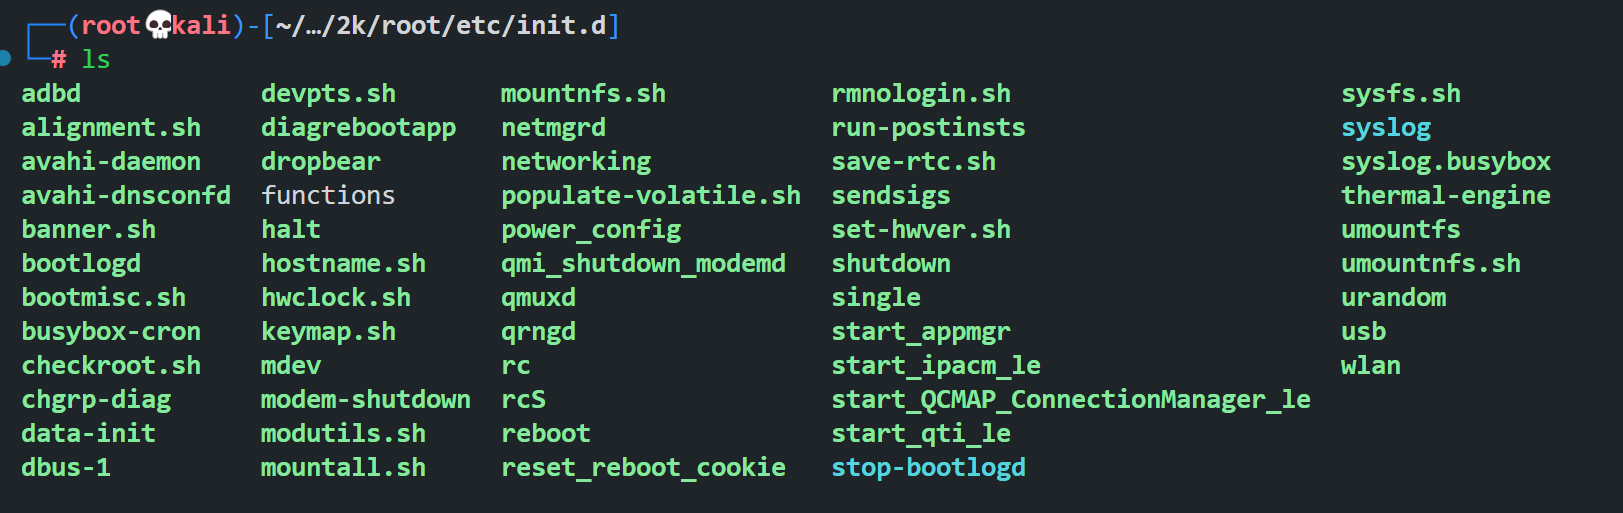 (root💀kali)-[~/…/2k/root/etc/init.d]
# ls
adbd devpts.sh mountnfs.sh rmnologin.sh sysfs.sh
alignment.sh diagrebootapp netmgrd run-postinsts syslog
avahi-daemon dropbear networking save-rtc.sh syslog.busybox
avahi-dnsconfd functions populate-volatile.sh sendsigs thermal-engine
banner.sh halt power_config set-hwver.sh umountfs
bootlogd hostname.sh qmi_shutdown_modemd shutdown umountnfs.sh
bootmisc.sh hwclock.sh qmuxd single urandom
busybox-cron keymap.sh qrngd start_appmgr usb
checkroot.sh mdev rc start_ipacm_le wlan
chgrp-diag modem-shutdown rcS start_QCMAP_ConnectionManager_le
data-init modutils.sh reboot start_qti_le
dbus-1 mountall.sh reset_reboot_cookie stop-bootlogd